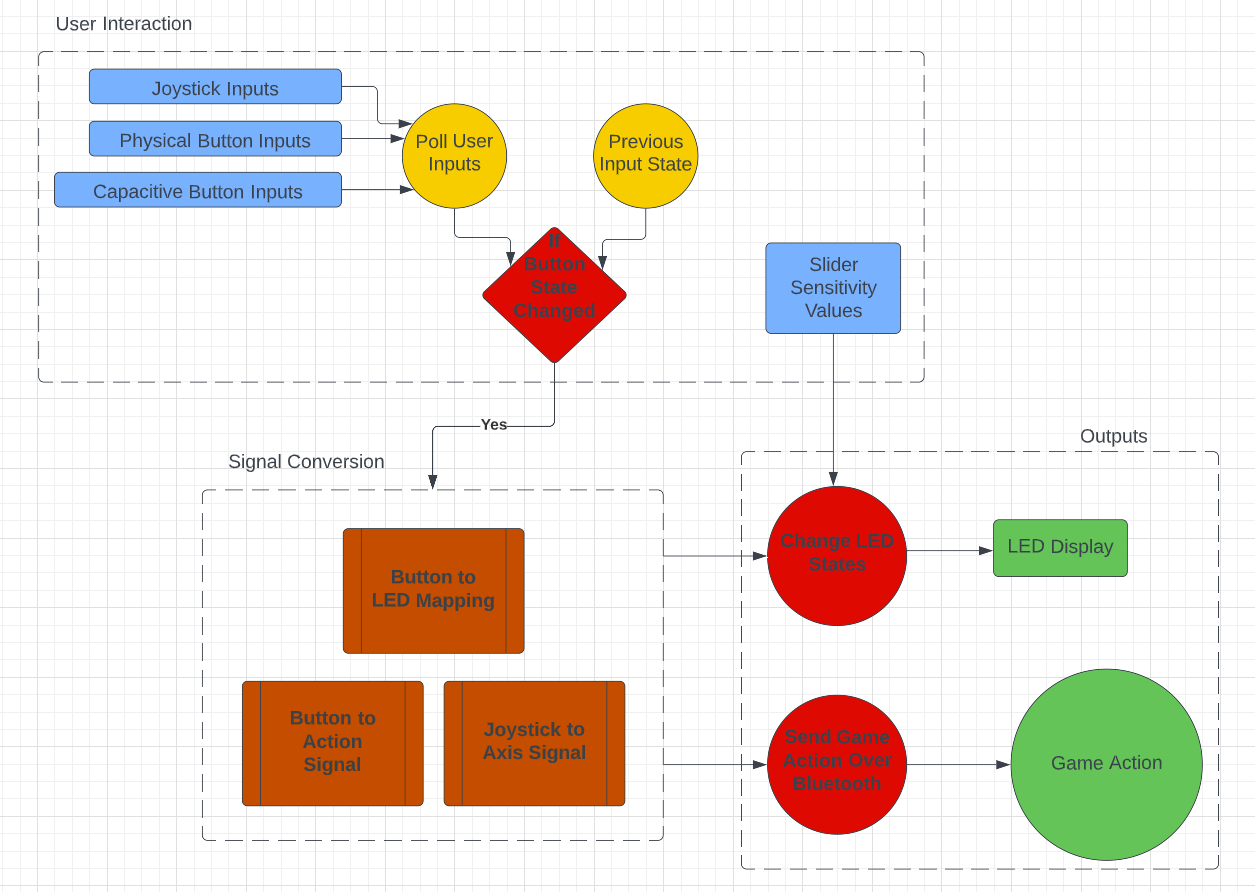 User Interaction
Joystick Inputs
Physical Button Inputs
Capacitive Button Inputs
Poll User
Inputs
Previous
Input State
If
Button
State
Changed
Slider
Sensitivity
Values
Yes
Signal Conversion
Button to
LED Mapping
Button to
Action
Signal
Joystick to
Axis Signal
Outputs
Change LED
States
LED Display
Send Game
Action Over
Bluetooth
Game Action